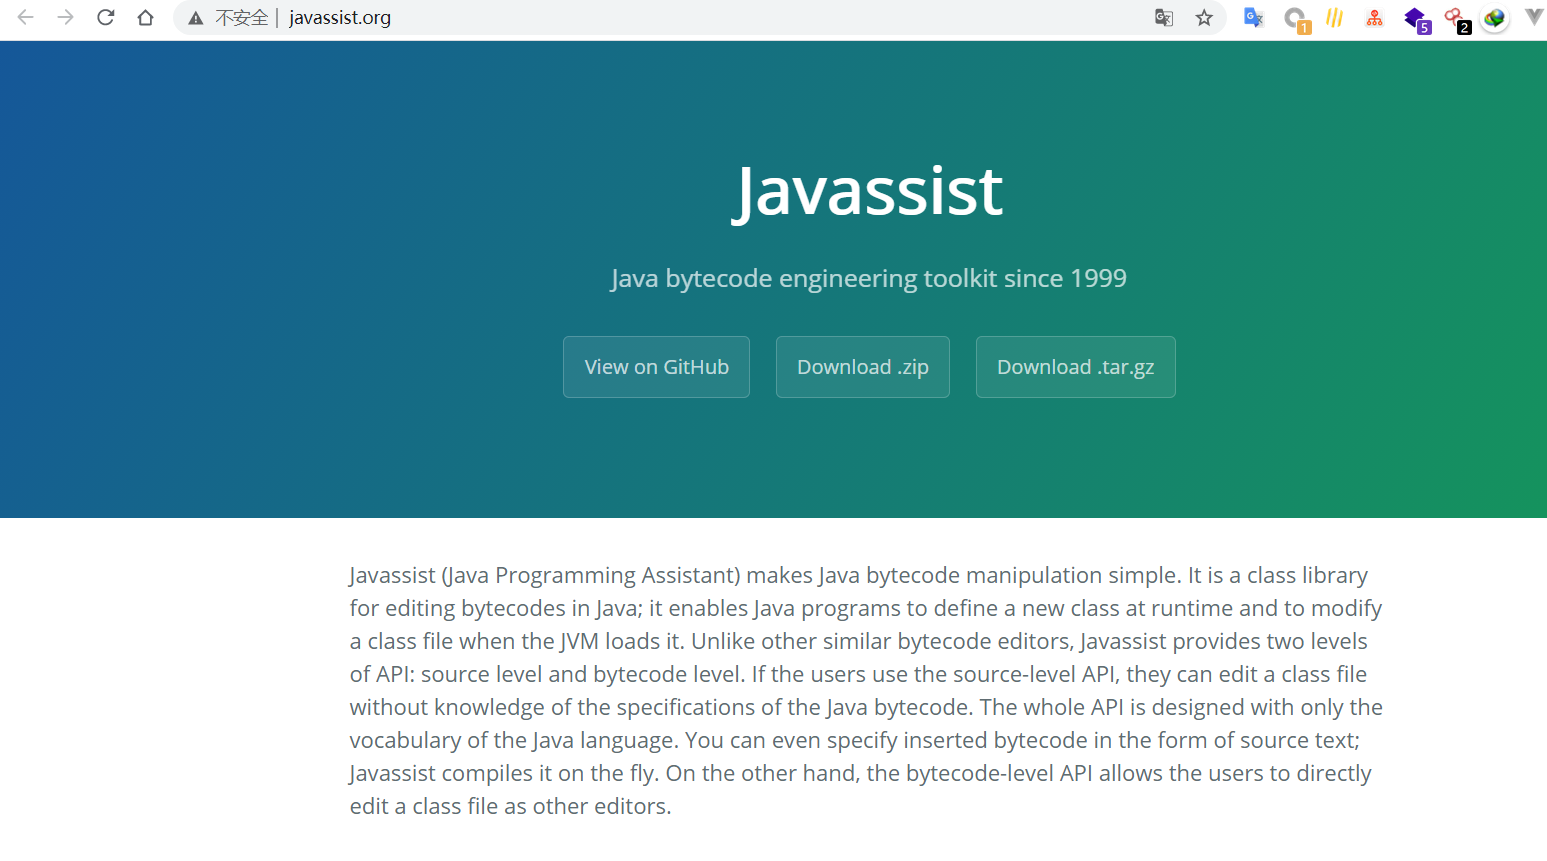 不安全 | javassist.org
1
5
2
Javassist
Java bytecode engineering toolkit since 1999
View on GitHub
Download .zip
Download .tar.gz
Javassist (Java Programming Assistant) makes Java bytecode manipulation simple. It is a class library
for editing bytecodes in Java; it enables Java programs to define a new class at runtime and to modify
a class file when the JVM loads it. Unlike other similar bytecode editors, Javassist provides two levels
of API: source level and bytecode level. If the users use the source-level API, they can edit a class file
without knowledge of the specifications of the Java bytecode. The whole API is designed with only the
vocabulary of the Java language. You can even specify inserted bytecode in the form of source text;
Javassist compiles it on the fly. On the other hand, the bytecode-level API allows the users to directly
edit a class file as other editors.